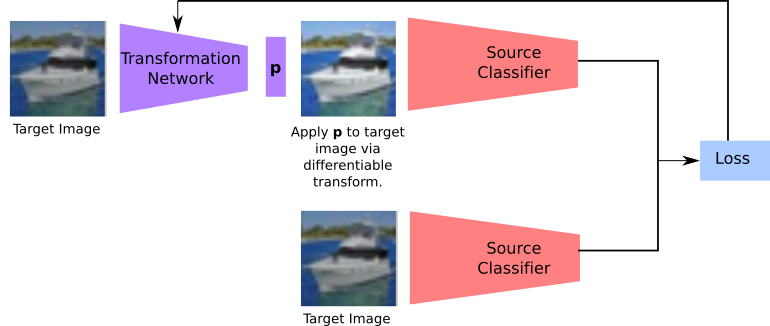 Target Image
Transformation
Network
p
Apply p to target
image via
differentiable
transform.
Source
Classifier
Loss
Source
Classifier
Target Image